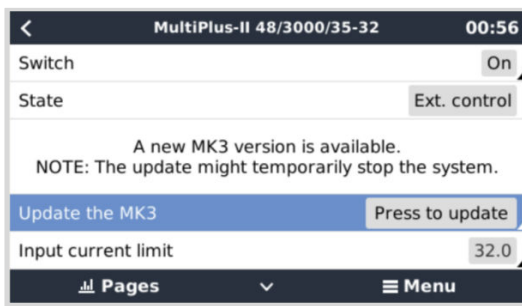 MultiPlus-II 48/3000/35-32 00:56
Switch On
State Ext. control
A new MK3 version is available.
NOTE: The update might temporarily stop the system.
Update the MK3 Press to update
Input current limit 32.0
Pages Menu